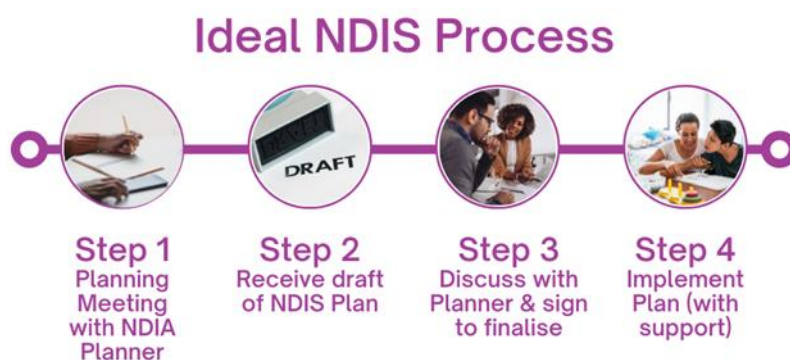 Ideal NDIS Process
DRAFT
Step 1
Planning
Meeting
with NDIA
Planner
Step 2
Receive draft
of NDIS Plan
Step 3
Discuss with
Planner & sign
to finalise
Step 4
Implement
Plan (with
support)